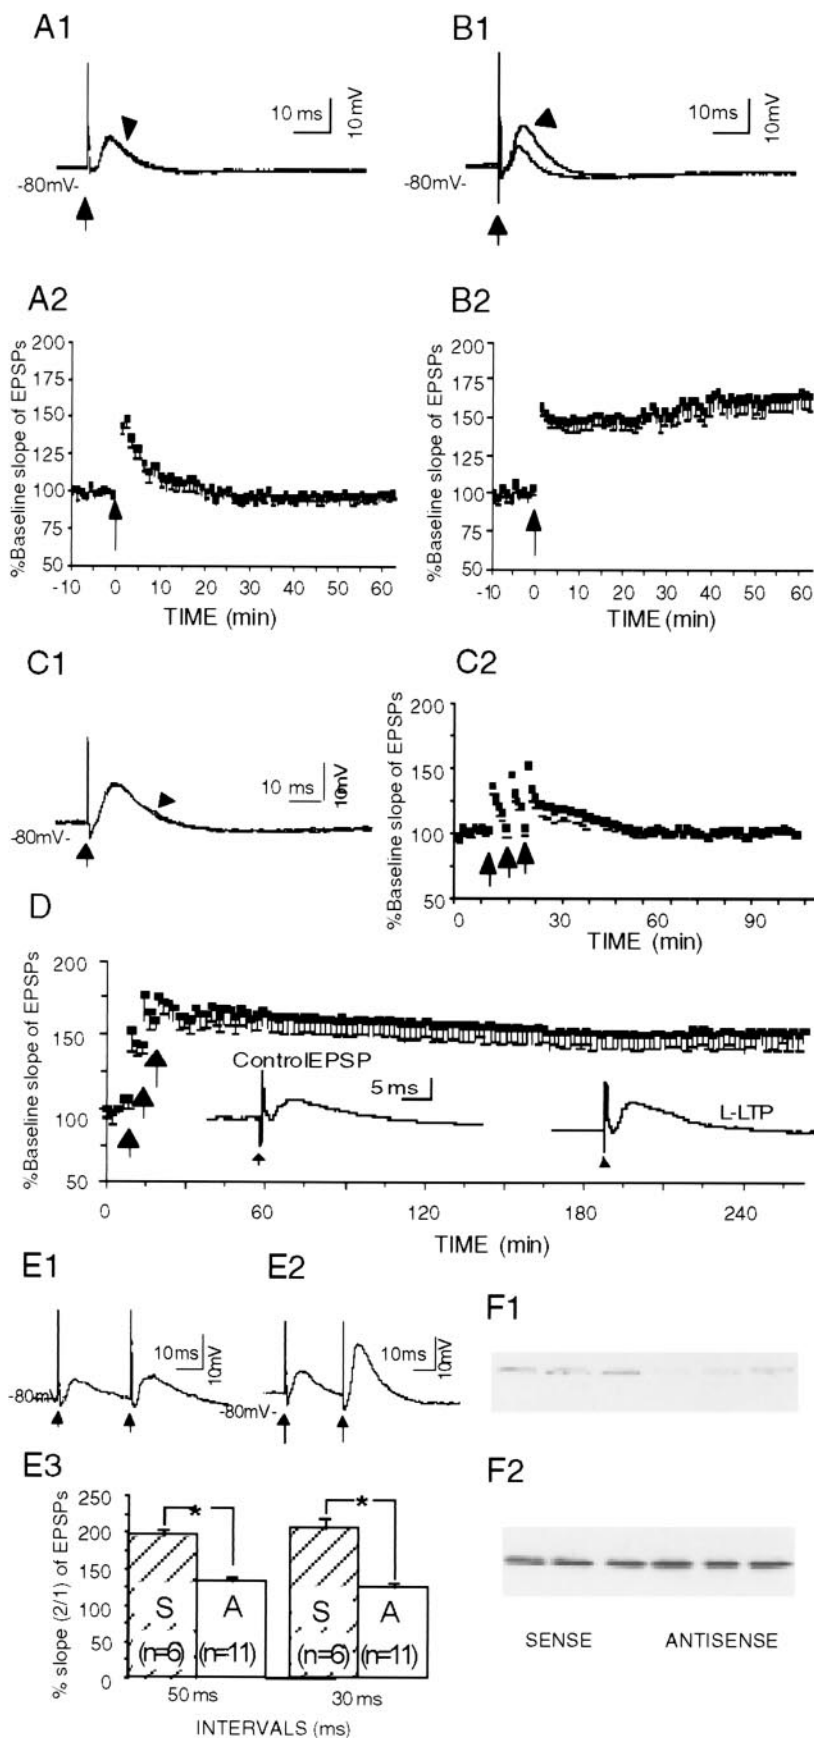 A1
10 ms
10 mV
-80mV-
B1
10ms
10mV
-80mV-
A2
%Baseline slope of EPSPs
200
175
150
125
100
75
50
-10 0 10 20 30 40 50 60
TIME (min)
B2
%Baseline slope of EPSPs
200
175
150
125
100
75
50
-10 0 10 20 30 40 50 60
TIME (min)
C1
10 ms
-80mV-
C2
%Baseline slope of EPSPs
200
150
100
50
0 30 60 90
TIME (min)
D
%Baseline slope of EPSPs
200
150
100
50
ControlEPSP
5 ms
L-LTP
0 60 120 180 240
TIME (min)
E1
10ms
10mV
-80mV
E2
10ms
10mV
-80mV-
E3
% slope (2/1) of EPSPs
250
200
150
100
50
0
* *
S A S A
(n=6) (n=11) (n=6) (n=11)
50 ms 30 ms
INTERVALS (ms)
F1
F2
SENSE ANTISENSE